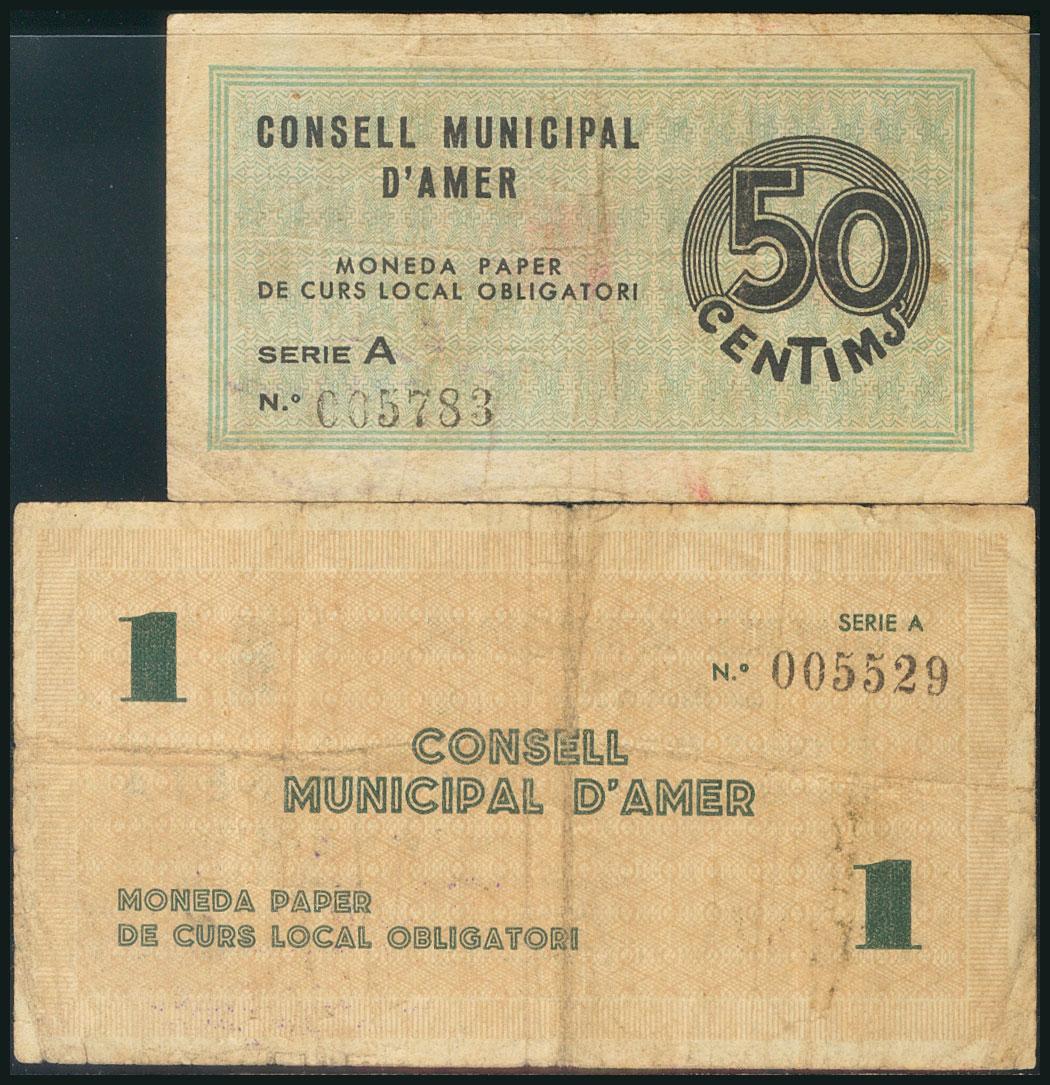 CONSELL MUNICIPAL
D'AMER
MONEDA PAPER
DE CURS LOCAL OBLIGATORI
SERIE A
N.º 005783
50
CENTIMS
1
SERIE A
N.º 005529
CONSELL
MUNICIPAL D'AMER
MONEDA PAPER
DE CURS LOCAL OBLIGATORI
1